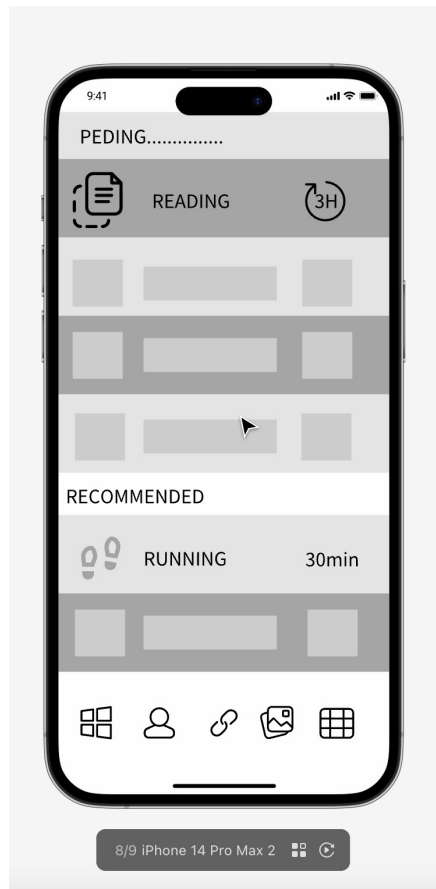 9:41
PEDING...............
READING 3H
RECOMMENDED
RUNNING 30min
8/9 iPhone 14 Pro Max 2